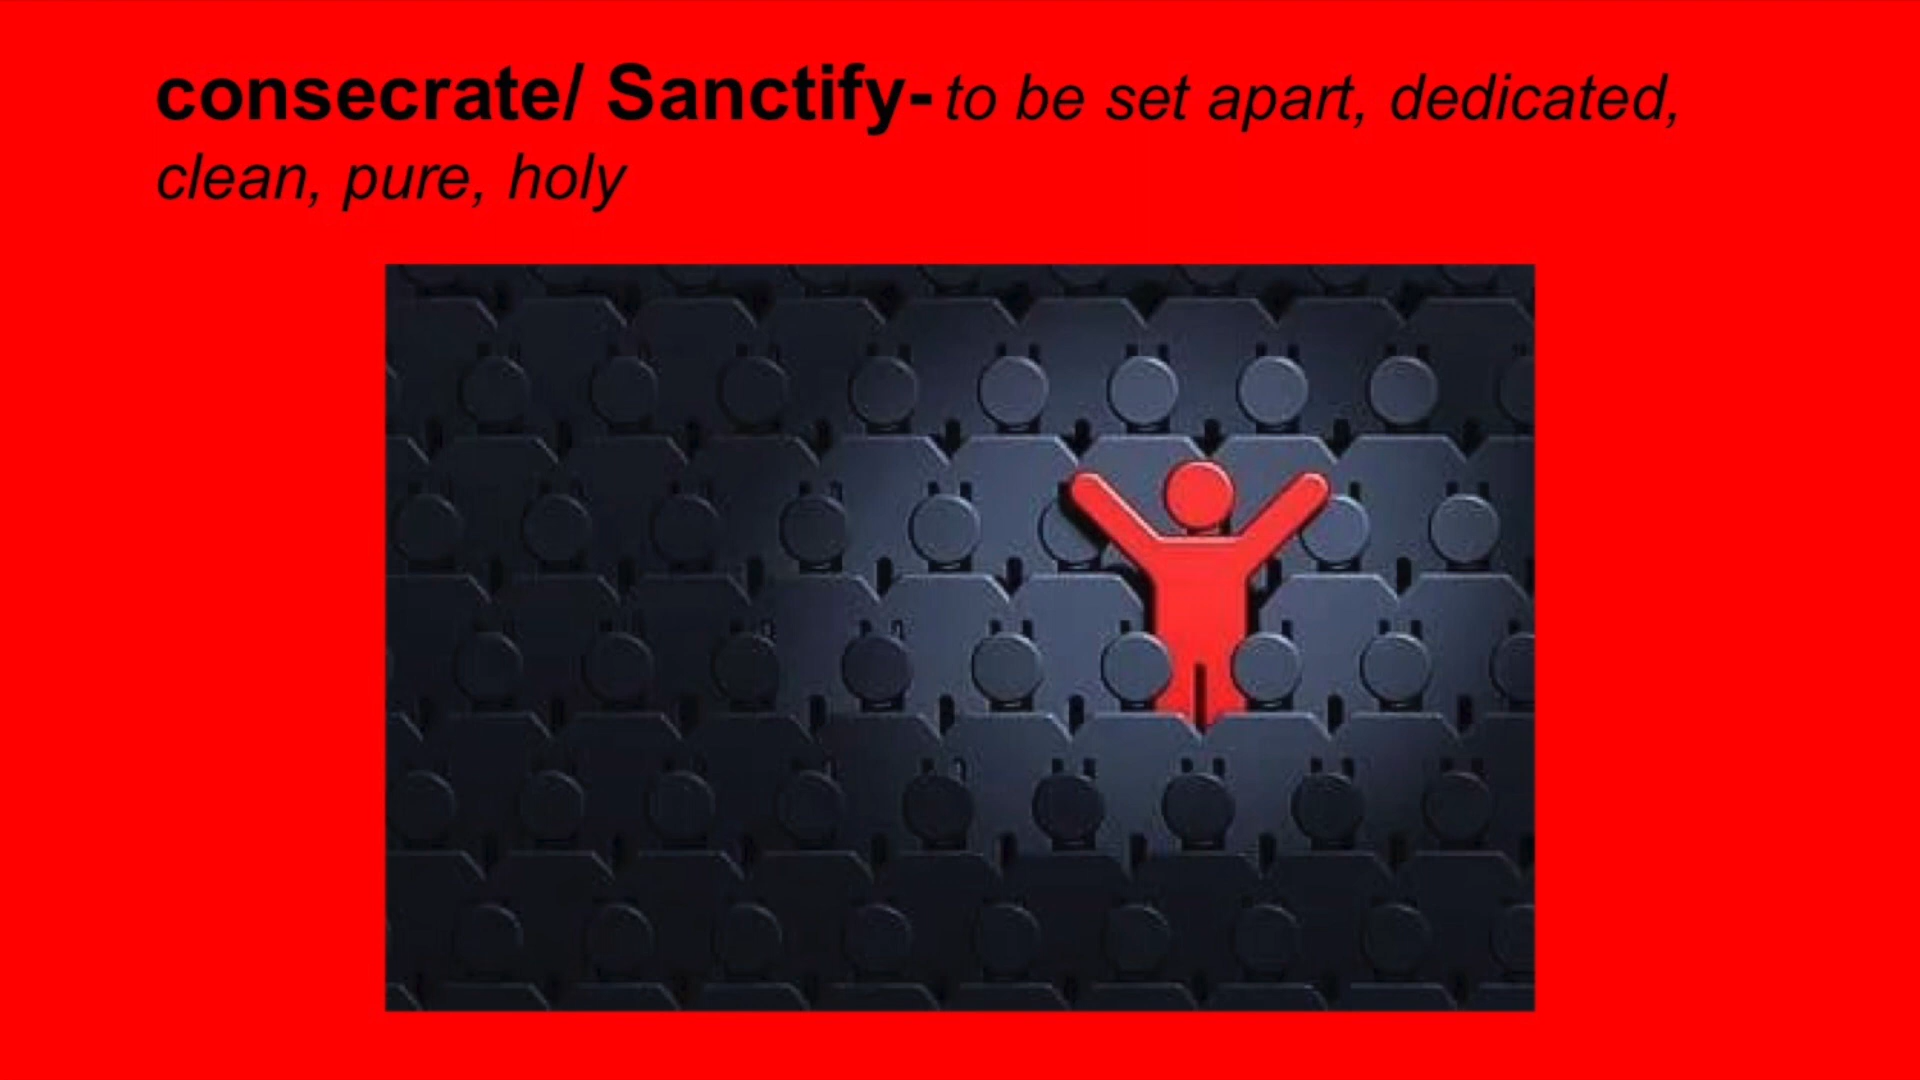 consecrate/ Sanctify- to be set apart, dedicated,
clean, pure, holy